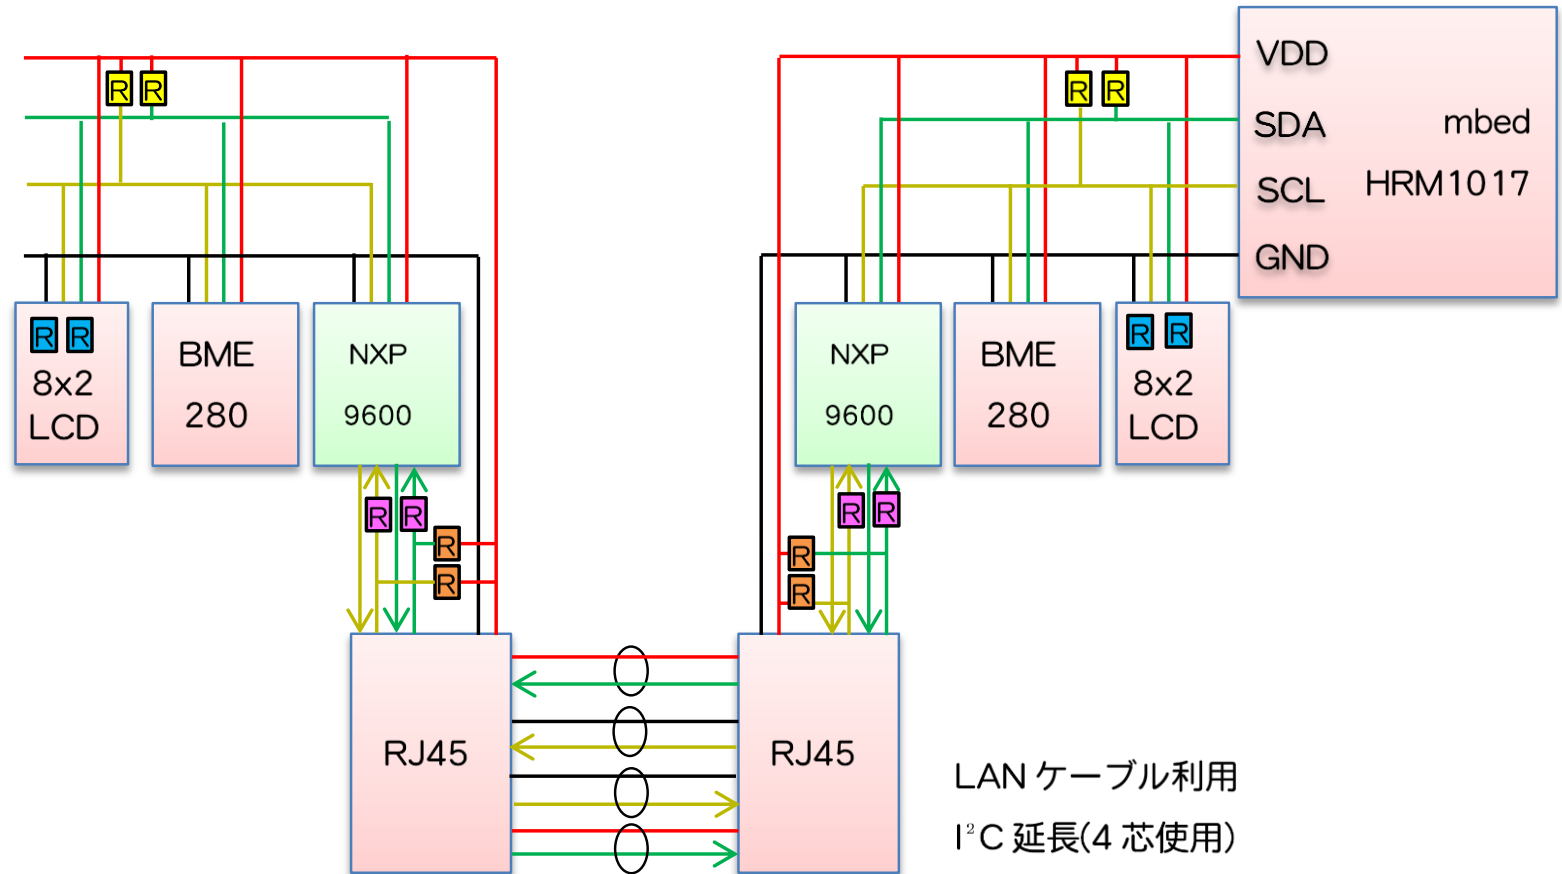 VDD
SDA
SCL
GND
mbed
HRM1017
R R
R R
R R
8x2
LCD
BME
280
NXP
9600
NXP
9600
BME
280
R R
8x2
LCD
R R
R
R
R R
R
R
RJ45
RJ45
LAN ケーブル利用
I²C 延長(4 芯使用)